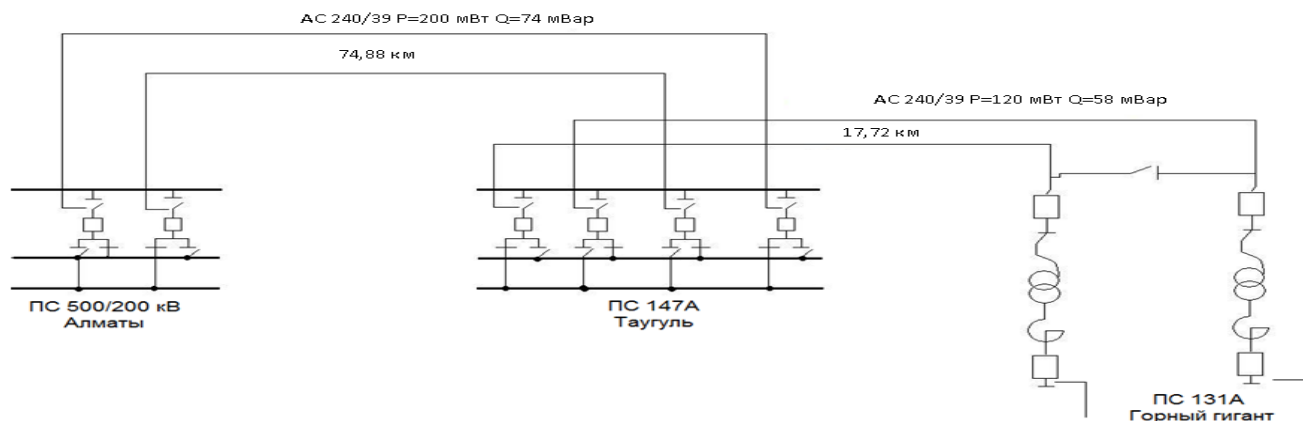 АС 240/39 Р=200 мВт Q=74 мВар
74,88 км
АС 240/39 Р=120 мВт Q=58 мВар
17,72 км
ПС 500/200 кВ
Алматы
ПС 147А
Таугуль
ПС 131А
Горный гигант